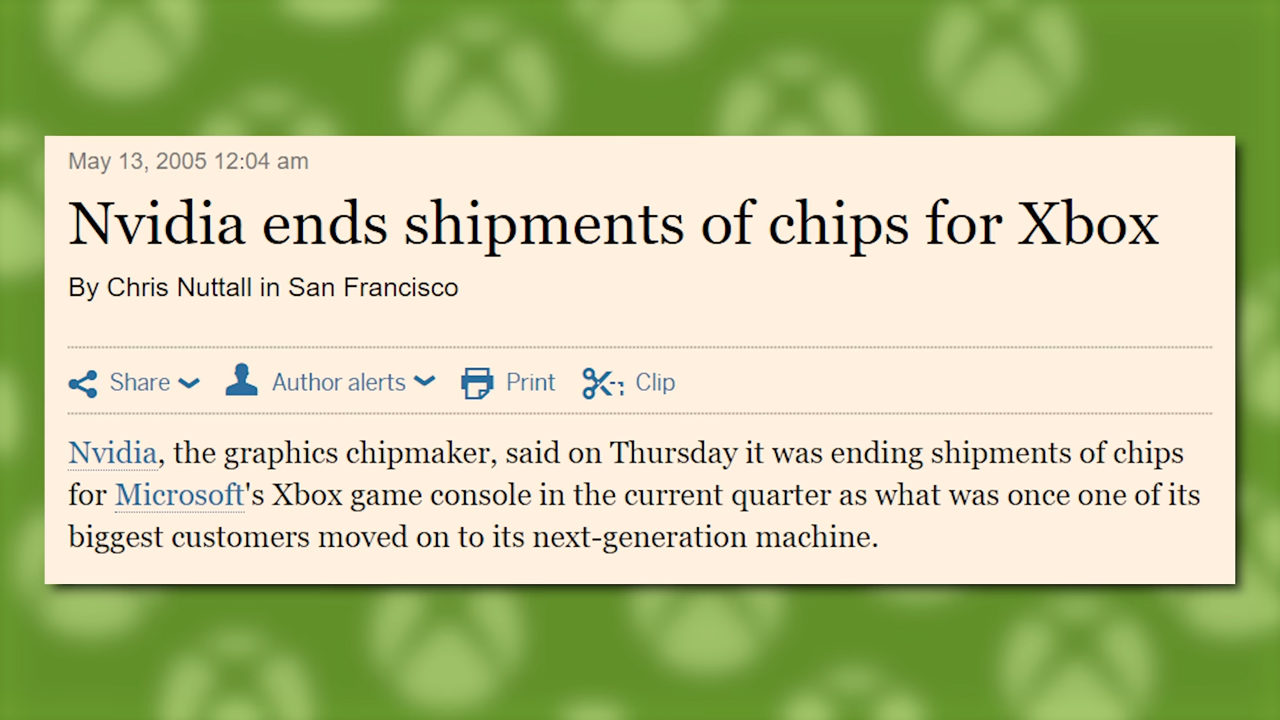 May 13, 2005 12:04 am
Nvidia ends shipments of chips for Xbox
By Chris Nuttall in San Francisco
Share Author alerts Print Clip
Nvidia, the graphics chipmaker, said on Thursday it was ending shipments of chips
for Microsoft's Xbox game console in the current quarter as what was once one of its
biggest customers moved on to its next-generation machine.